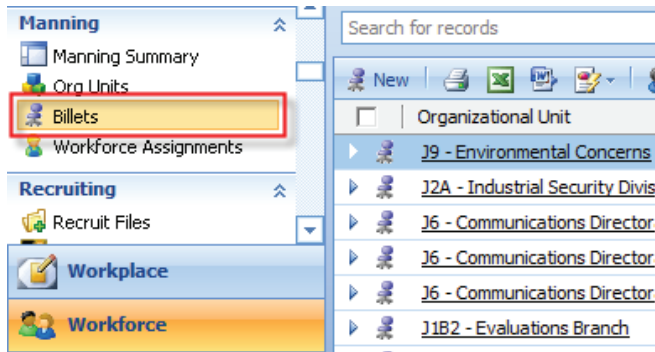 Manning
Manning Summary
Org Units
Billets
Workforce Assignments
Recruiting
Recruit Files
Workplace
Workforce
Search for records
New
Organizational Unit
J9 - Environmental Concerns
J2A - Industrial Security Divis
J6 - Communications Director
J6 - Communications Director
J6 - Communications Director
J1B2 - Evaluations Branch